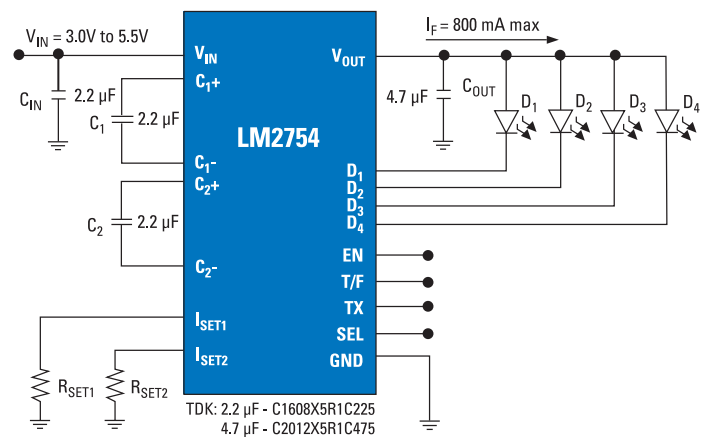 V_IN = 3.0V to 5.5V
I_F = 800 mA max
V_IN
V_OUT
C_1+
C_IN
2.2 µF
C_1
2.2 µF
4.7 µF
C_OUT
D_1
D_2
D_3
D_4
LM2754
C_1-
C_2+
D_1
D_2
D_3
D_4
C_2
2.2 µF
C_2-
EN
T/F
TX
SEL
GND
I_SET1
I_SET2
R_SET1
R_SET2
TDK: 2.2 µF - C1608X5R1C225
4.7 µF - C2012X5R1C475